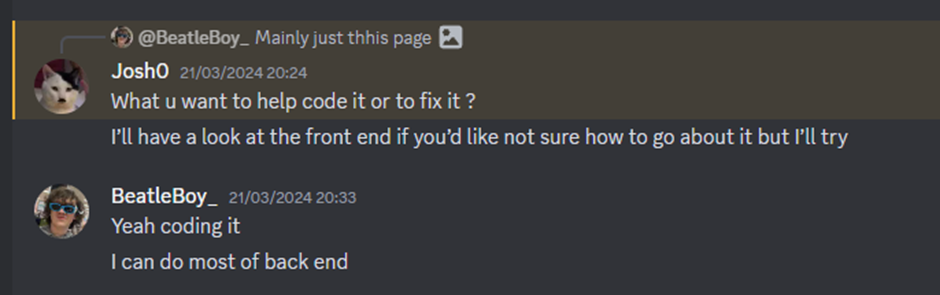 @BeatleBoy_ Mainly just thhis page
Josh0 21/03/2024 20:24
What u want to help code it or to fix it ?
I'll have a look at the front end if you'd like not sure how to go about it but I'll try
BeatleBoy_ 21/03/2024 20:33
Yeah coding it
I can do most of back end